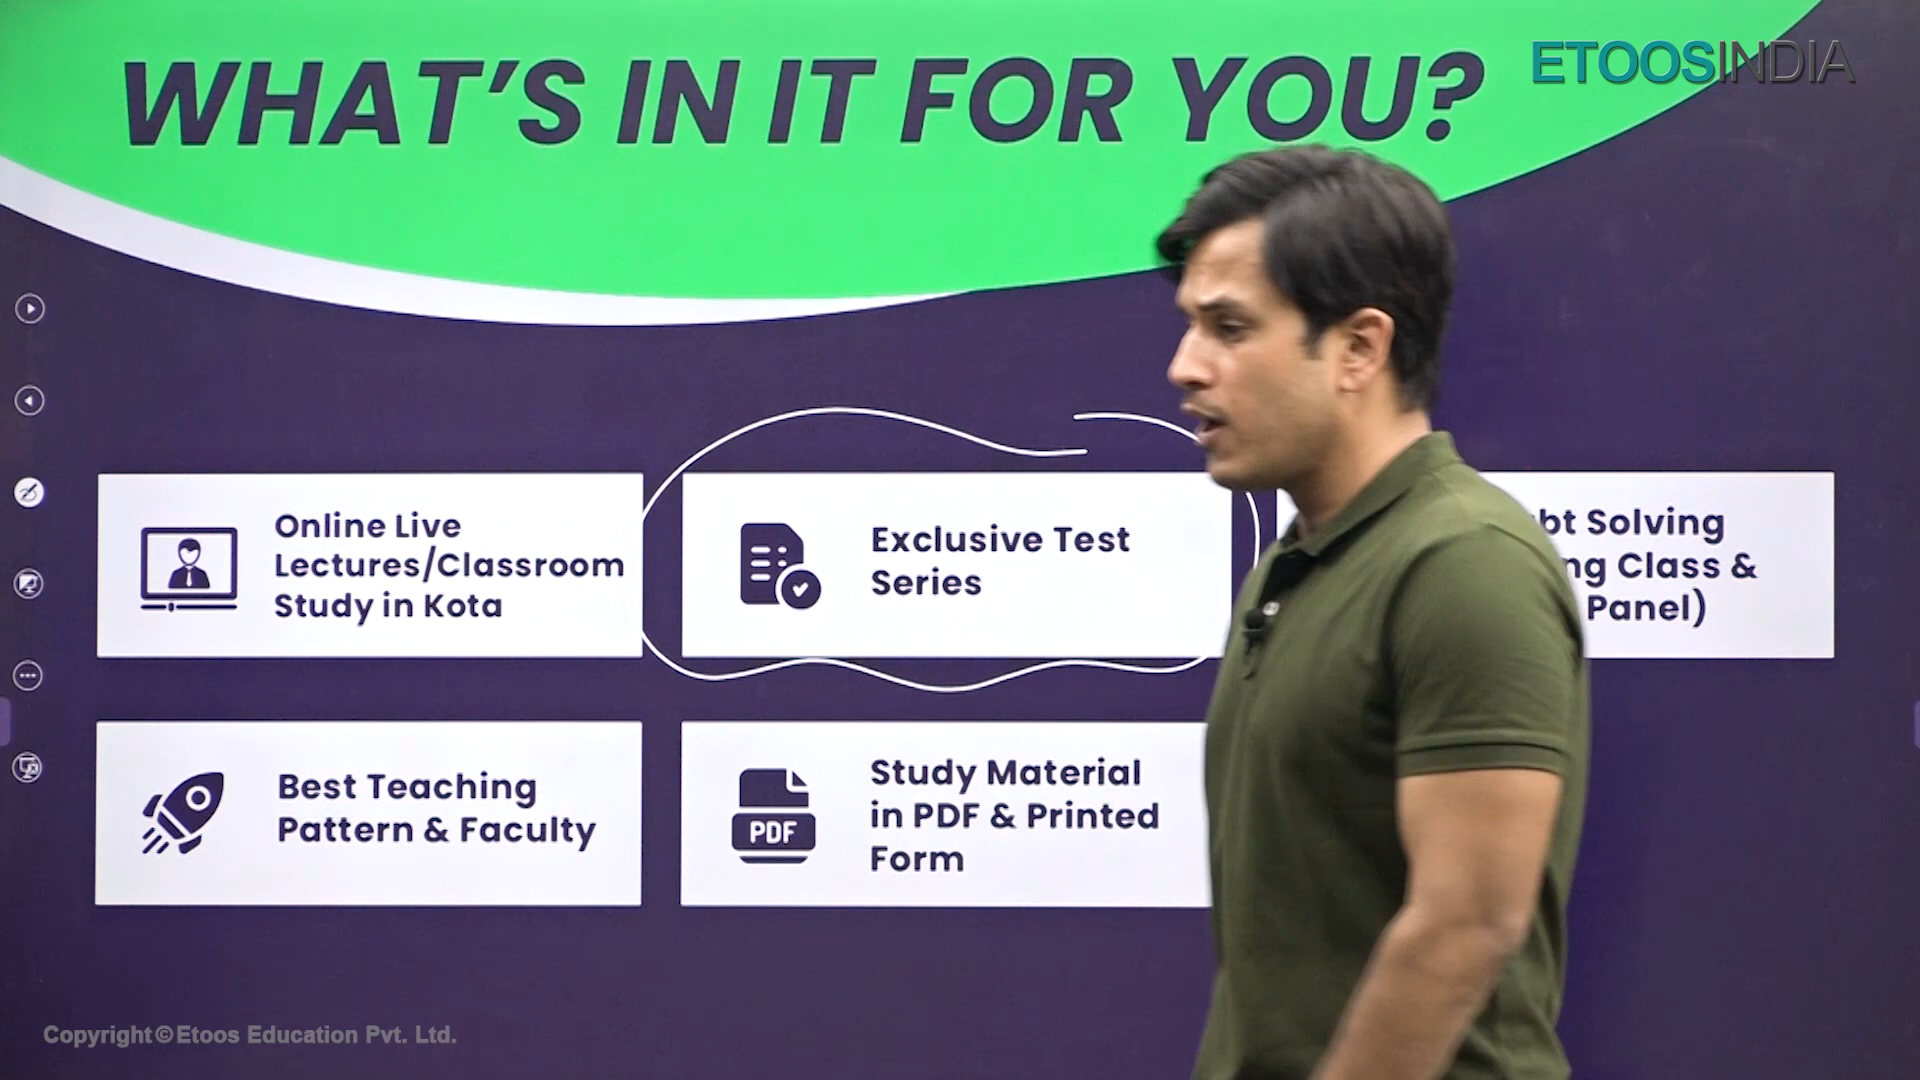 WHAT'S IN IT FOR YOU?
ETOOSINDIA
Online Live
Lectures/Classroom
Study in Kota
Exclusive Test
Series
Solving
Class &
Panel)
Best Teaching
Pattern & Faculty
PDF
Study Material
in PDF & Printed
Form
Copyright © Etoos Education Pvt. Ltd.